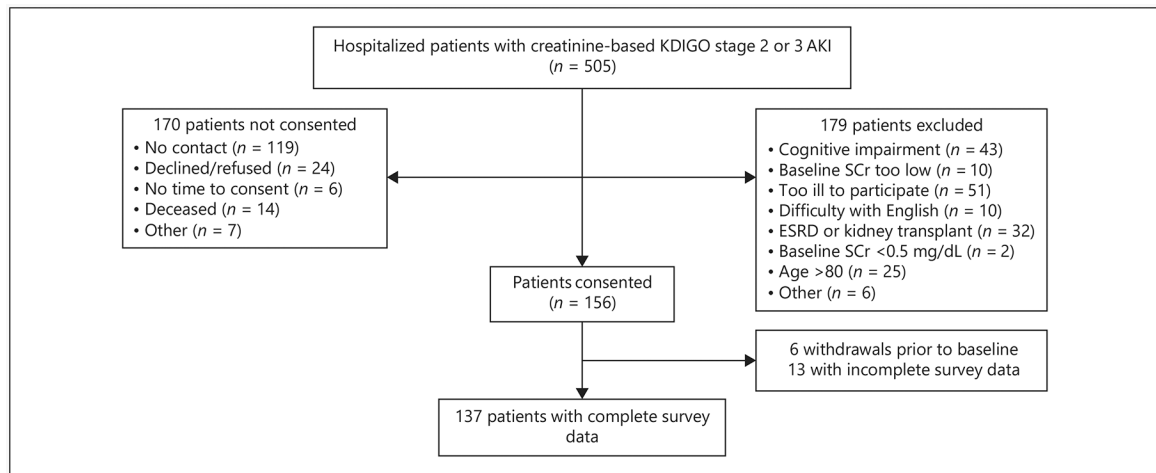 Hospitalized patients with creatinine-based KDIGO stage 2 or 3 AKI
(n = 505)
170 patients not consented
• No contact (n = 119)
• Declined/refused (n = 24)
• No time to consent (n = 6)
• Deceased (n = 14)
• Other (n = 7)
179 patients excluded
• Cognitive impairment (n = 43)
• Baseline SCr too low (n = 10)
• Too ill to participate (n = 51)
• Difficulty with English (n = 10)
• ESRD or kidney transplant (n = 32)
• Baseline SCr <0.5 mg/dL (n = 2)
• Age >80 (n = 25)
• Other (n = 6)
Patients consented
(n = 156)
6 withdrawals prior to baseline
13 with incomplete survey data
137 patients with complete survey
data